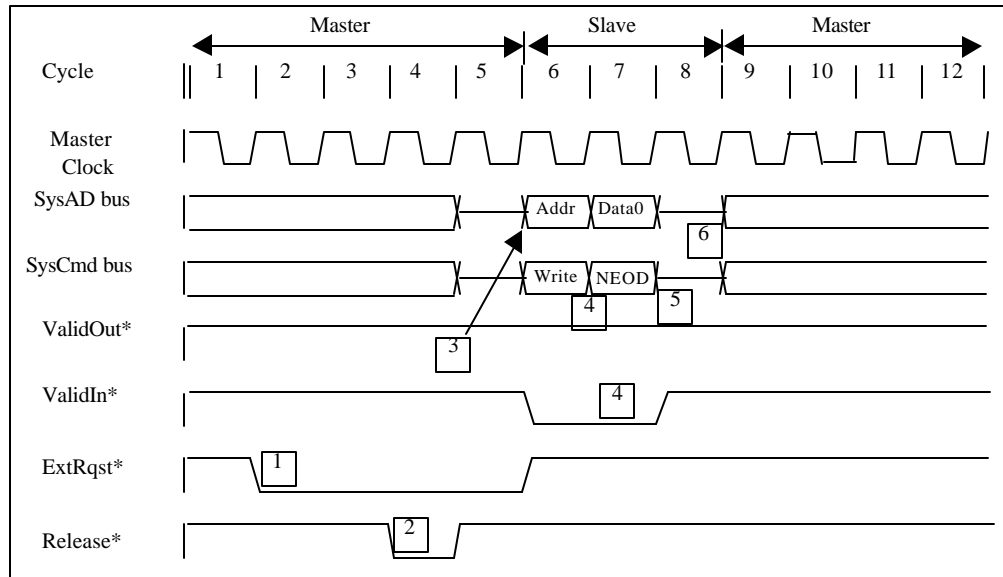 Master Slave Master
Cycle 1 2 3 4 5 6 7 8 9 10 11 12
Master
Clock
SysAD bus Addr Data0
6
SysCmd bus Write NEOD
4 5
ValidOut*
3
ValidIn* 4
ExtRqst* 1
Release* 2